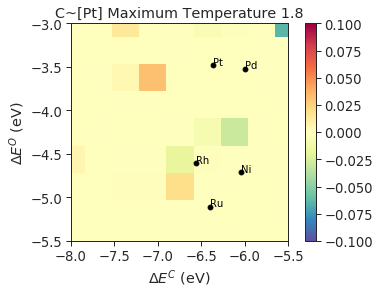 C~[Pt] Maximum Temperature 1.8
ΔE^O (eV)
−3.0
−3.5
−4.0
−4.5
−5.0
−5.5
Pt
Pd
Rh
Ni
Ru
−8.0 −7.5 −7.0 −6.5 −6.0 −5.5
ΔE^C (eV)
0.100
0.075
0.050
0.025
0.000
−0.025
−0.050
−0.075
−0.100